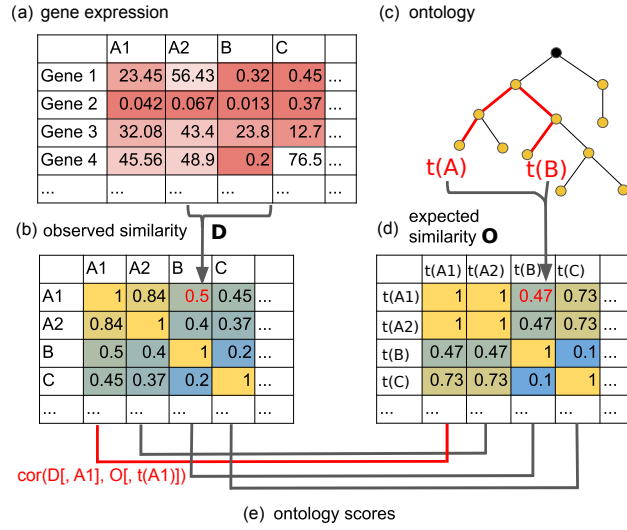 (a) gene expression
A1 A2 B C
Gene 1 23.45 56.43 0.32 0.45 ...
Gene 2 0.042 0.067 0.013 0.37 ...
Gene 3 32.08 43.4 23.8 12.7 ...
Gene 4 45.56 48.9 0.2 76.5 ...
... ... ... ... ...
(c) ontology
t(A) t(B)
(b) observed similarity D
A1 A2 B C
A1 1 0.84 0.5 0.45 ...
A2 0.84 1 0.4 0.37 ...
B 0.5 0.4 1 0.2 ...
C 0.45 0.37 0.2 1 ...
... ... ... ... ...
(d) expected
similarity O
t(A1) t(A2) t(B) t(C)
t(A1) 1 1 0.47 0.73 ...
t(A2) 1 1 0.47 0.73 ...
t(B) 0.47 0.47 1 0.1 ...
t(C) 0.73 0.73 0.1 1 ...
... ... ... ... ... ...
cor(D[, A1], O[, t(A1)])
(e) ontology scores